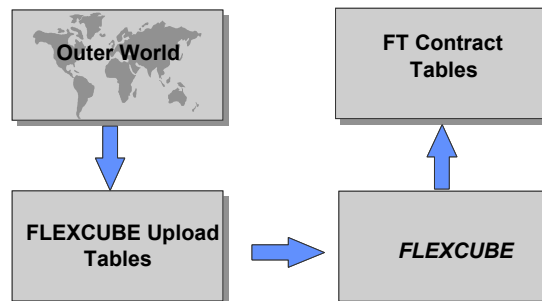 Outer World
FT Contract
Tables
FLEXCUBE Upload
Tables
FLEXCUBE